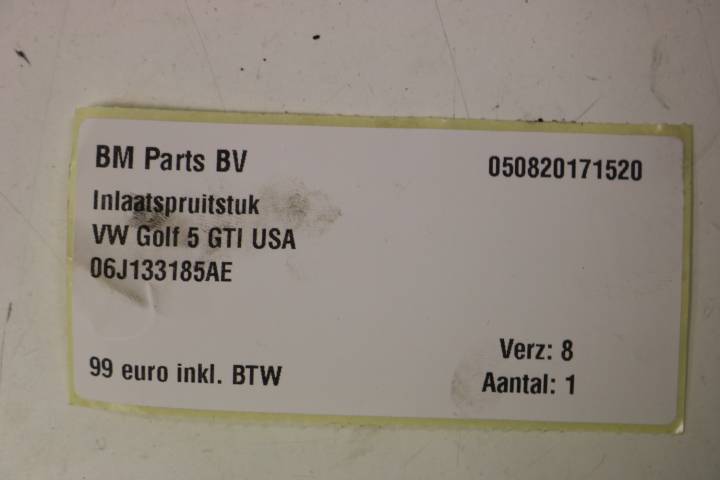 BM Parts BV
050820171520
Inlaatspruitstuk
VW Golf 5 GTI USA
06J133185AE
Verz: 8
99 euro inkl. BTW
Aantal: 1